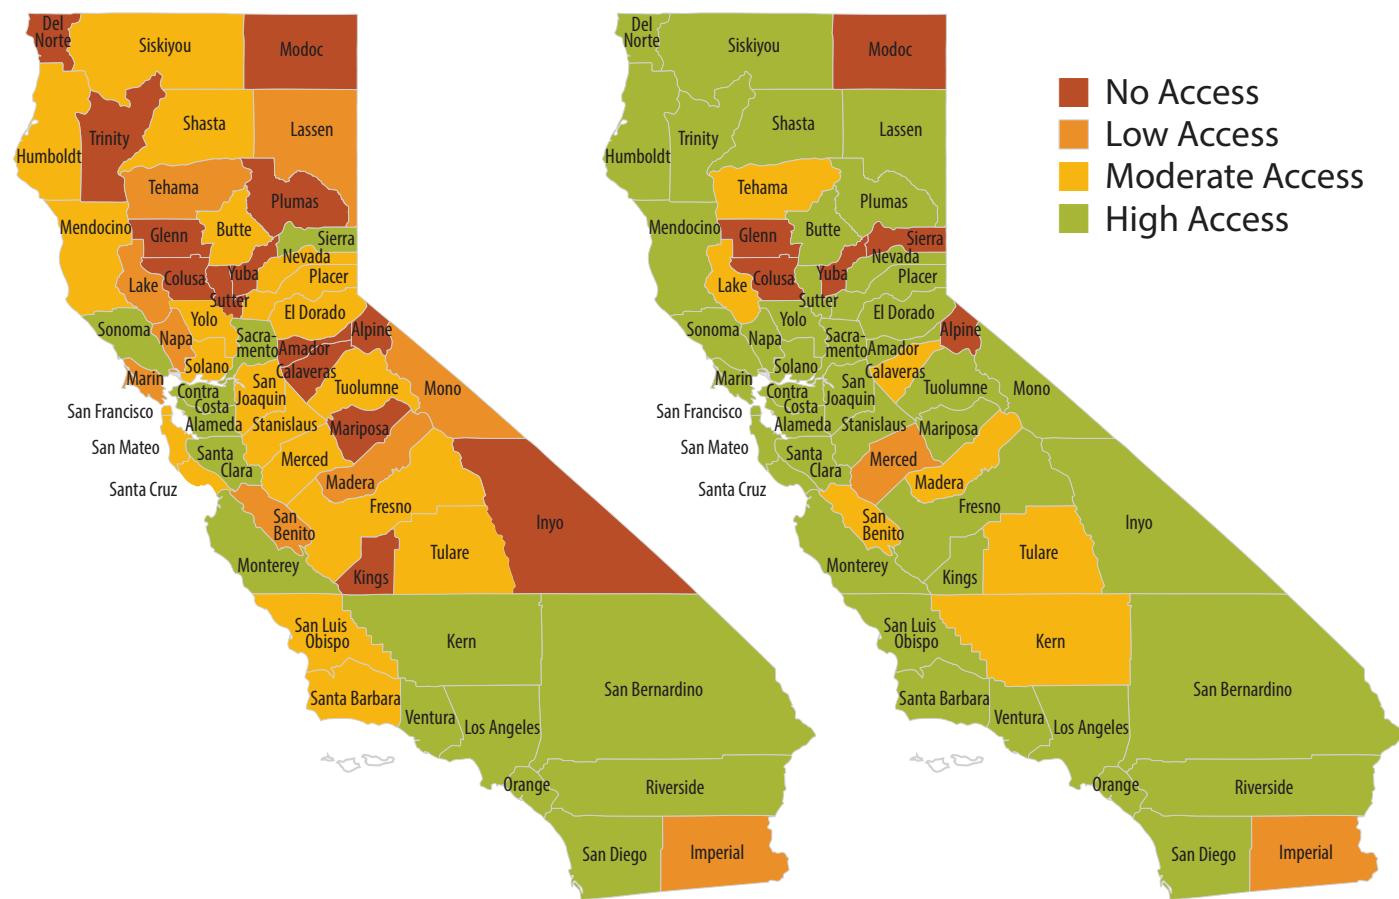 Del
Norte
Siskiyou
Modoc
Humboldt
Trinity
Shasta
Lassen
Tehama
Plumas
Mendocino
Glenn
Butte
Sierra
Nevada
Lake
Colusa
Yuba
Placer
Sutter
Yolo
El Dorado
Sonoma
Napa
Sacra-
mento
Alpine
Amador
Solano
Calaveras
Marin
San
Joaquin
Tuolumne
Mono
Contra
Costa
San Francisco
Alameda
Stanislaus
Mariposa
San Mateo
Santa
Clara
Merced
Santa Cruz
Madera
San
Benito
Fresno
Inyo
Monterey
Kings
Tulare
San Luis
Obispo
Kern
Santa Barbara
San Bernardino
Ventura
Los Angeles
Orange
Riverside
San Diego
Imperial
Del
Norte
Siskiyou
Modoc
Humboldt
Trinity
Shasta
Lassen
Tehama
Plumas
Mendocino
Glenn
Butte
Sierra
Nevada
Lake
Colusa
Yuba
Placer
Sutter
Yolo
El Dorado
Sonoma
Napa
Sacra-
mento
Alpine
Amador
Solano
Calaveras
Marin
San
Joaquin
Tuolumne
Mono
Contra
Costa
San Francisco
Alameda
Stanislaus
Mariposa
San Mateo
Santa
Clara
Merced
Santa Cruz
Madera
San
Benito
Fresno
Inyo
Monterey
Kings
Tulare
San Luis
Obispo
Kern
Santa Barbara
San Bernardino
Ventura
Los Angeles
Orange
Riverside
San Diego
Imperial
No Access
Low Access
Moderate Access
High Access